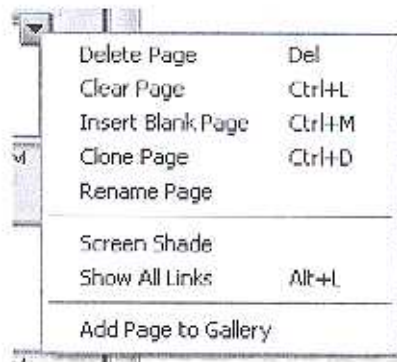 Delete Page Del
Clear Page Ctrl+L
Insert Blank Page Ctrl+M
Clone Page Ctrl+D
Rename Page
Screen Shade
Show All Links Alt+L
Add Page to Gallery